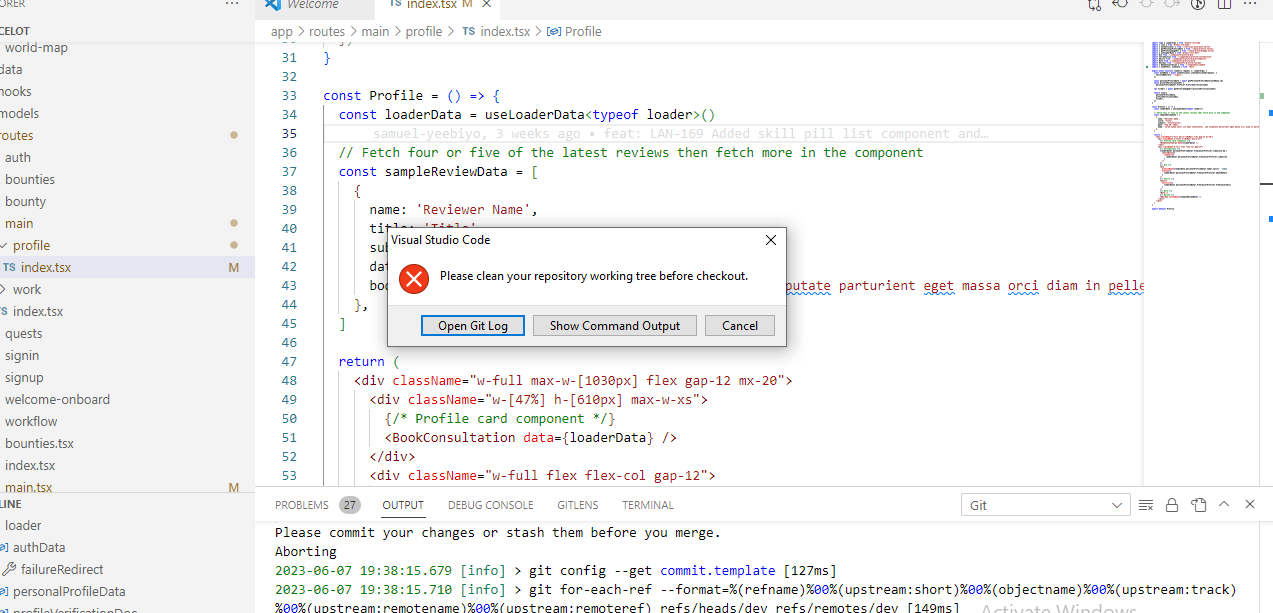 ORER ···
Welcome
TS index.tsx M ×
CELOT
world-map
data
hooks
models
routes
auth
bounties
bounty
main
profile
TS index.tsx M
work
TS index.tsx
quests
signin
signup
welcome-onboard
workflow
bounties.tsx
index.tsx
main.tsx M
LINE
loader
authData
failureRedirect
personalProfileData
profileVerificationDoc
app > routes > main > profile > TS index.tsx > Profile
31 }
32
33 const Profile = () => {
34 const loaderData = useLoaderData<typeof loader>()
35 samuel-yeebiyo, 3 weeks ago • feat: LAN-169 Added skill pill list component and…
36 // Fetch four or five of the latest reviews then fetch more in the component
37 const sampleReviewData = [
38 {
39 name: 'Reviewer Name',
40 title: 'Title'
41 sub
42 dat
43 bod putate parturient eget massa orci diam in pelle
44 },
45 ]
46
47 return (
48 <div className="w-full max-w-[1030px] flex gap-12 mx-20">
49 <div className="w-[47%] h-[610px] max-w-xs">
50 {/* Profile card component */}
51 <BookConsultation data={loaderData} />
52 </div>
53 <div className="w-full flex flex-col gap-12">
Visual Studio Code
Please clean your repository working tree before checkout.
Open Git Log Show Command Output Cancel
PROBLEMS 27 OUTPUT DEBUG CONSOLE GITLENS TERMINAL Git
Please commit your changes or stash them before you merge.
Aborting
2023-06-07 19:38:15.679 [info] > git config --get commit.template [127ms]
2023-06-07 19:38:15.710 [info] > git for-each-ref --format=%(refname)%00%(upstream:short)%00%(objectname)%00%(upstream:track)
%00%(upstream:remotename)%00%(upstream:remoteref) refs/heads/dev refs/remotes/dev [149ms]
Activate Windows